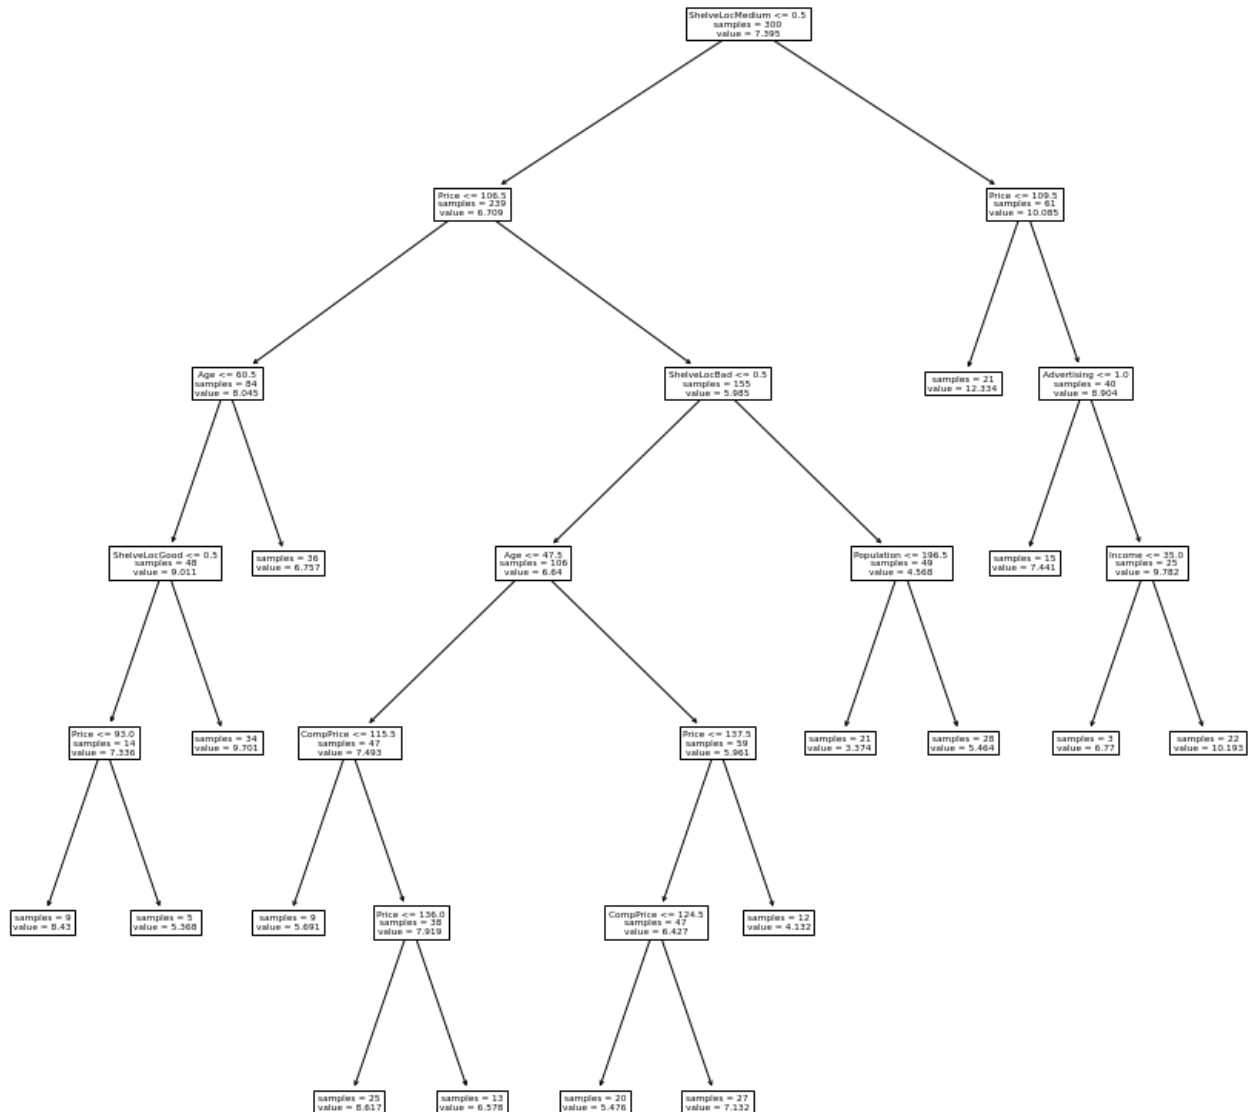 ShelveLocMedium <= 0.5
samples = 300
value = 7.395
Price <= 106.5
samples = 239
value = 6.709
Price <= 109.5
samples = 61
value = 10.085
Age <= 60.5
samples = 84
value = 8.045
ShelveLocBad <= 0.5
samples = 155
value = 5.985
samples = 21
value = 12.334
Advertising <= 1.0
samples = 40
value = 8.904
ShelveLocGood <= 0.5
samples = 48
value = 9.011
samples = 36
value = 6.757
Age <= 47.5
samples = 106
value = 6.64
Population <= 196.5
samples = 49
value = 4.568
samples = 15
value = 7.441
Income <= 35.0
samples = 25
value = 9.782
Price <= 93.0
samples = 14
value = 7.336
samples = 34
value = 9.701
CompPrice <= 115.5
samples = 47
value = 7.493
Price <= 137.5
samples = 59
value = 5.961
samples = 21
value = 3.374
samples = 28
value = 5.464
samples = 3
value = 6.77
samples = 22
value = 10.193
samples = 9
value = 8.43
samples = 5
value = 5.368
samples = 9
value = 5.691
Price <= 136.0
samples = 38
value = 7.919
CompPrice <= 124.5
samples = 47
value = 6.427
samples = 12
value = 4.132
samples = 25
value = 8.617
samples = 13
value = 6.578
samples = 20
value = 5.476
samples = 27
value = 7.132